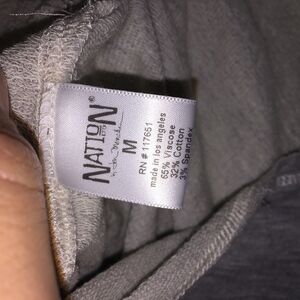 NATION
LTD
®
M
RN # 117651
made in los angeles
65% Viscose
32% Cotton
3% Spandex